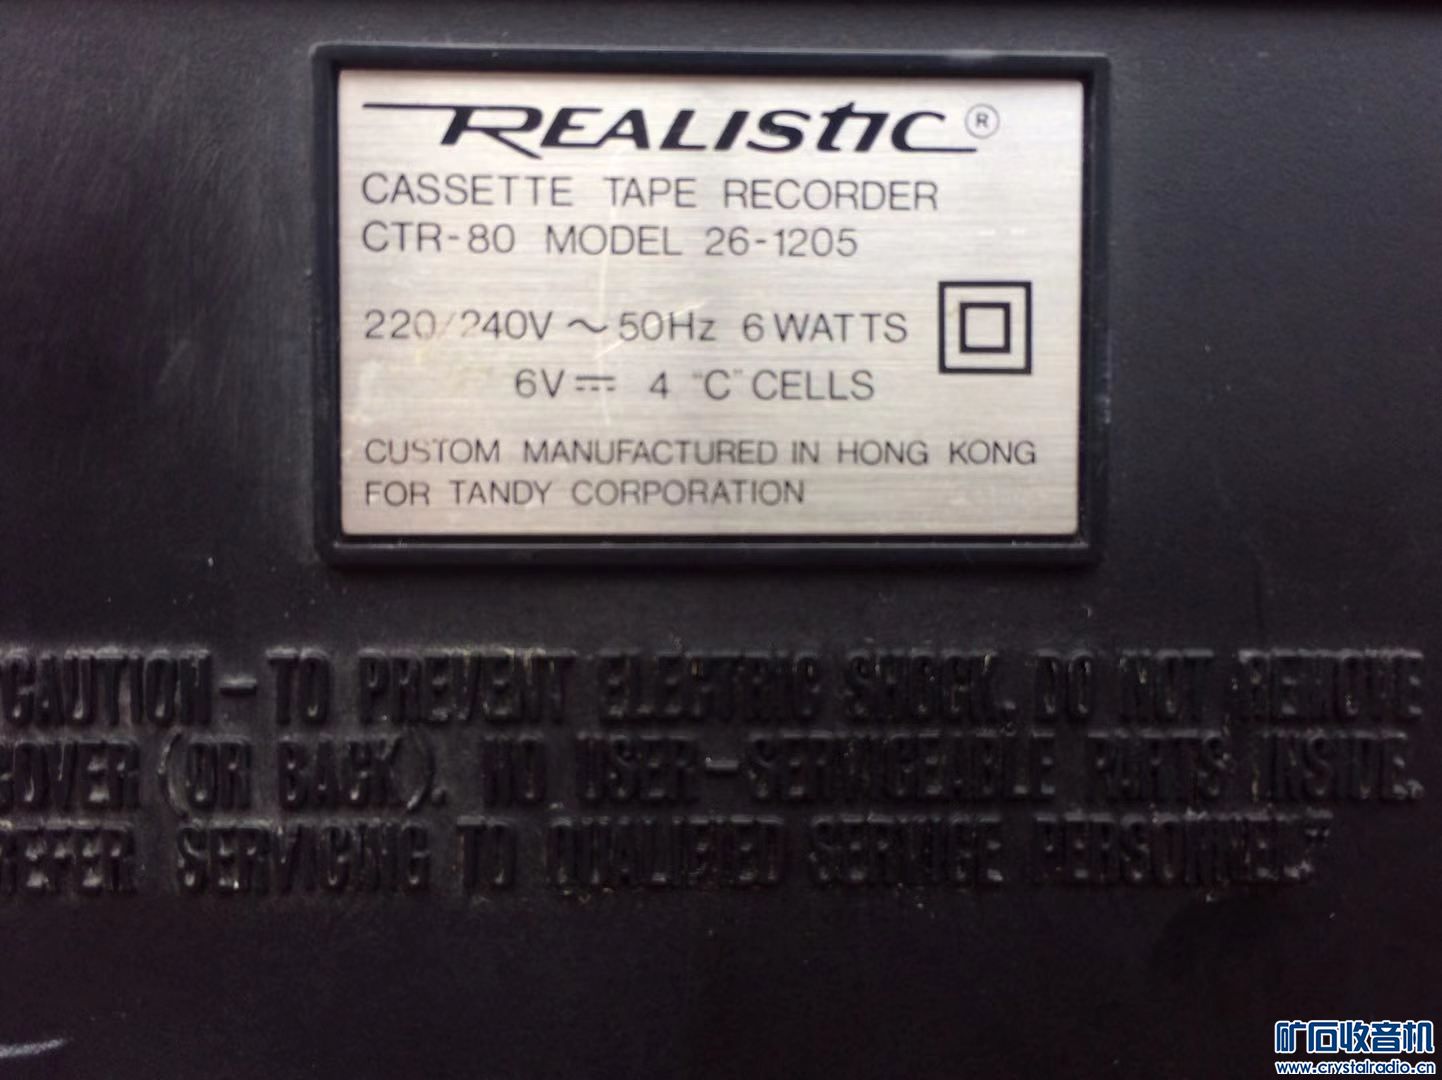 REALISTIC ®
CASSETTE TAPE RECORDER
CTR-80 MODEL 26-1205
220/240V ~ 50Hz 6 WATTS
6V ⎓ 4 "C" CELLS
CUSTOM MANUFACTURED IN HONG KONG
FOR TANDY CORPORATION
CAUTION - TO PREVENT ELECTRIC SHOCK, DO NOT REMOVE
COVER (OR BACK). NO USER-SERVICEABLE PARTS INSIDE.
REFER SERVICING TO QUALIFIED SERVICE PERSONNEL.
矿石收音机
www.crystalradio.cn